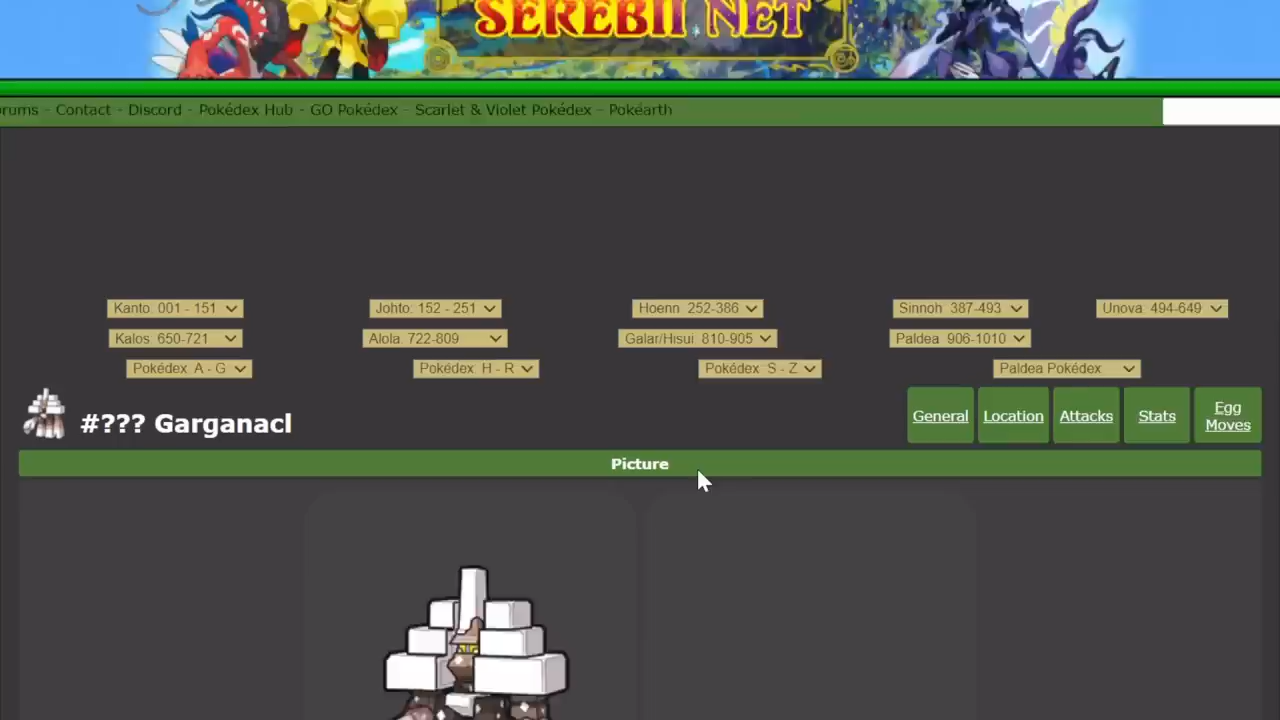 SEREBII.NET
rums - Contact - Discord - Pokédex Hub - GO Pokédex - Scarlet & Violet Pokédex - Pokéarth
Kanto: 001 - 151
Johto: 152 - 251
Hoenn: 252-386
Sinnoh: 387-493
Unova: 494-649
Kalos: 650-721
Alola: 722-809
Galar/Hisui: 810-905
Paldea: 906-1010
Pokédex: A - G
Pokédex: H - R
Pokédex: S - Z
Paldea Pokédex
#??? Garganacl
General
Location
Attacks
Stats
Egg
Moves
Picture